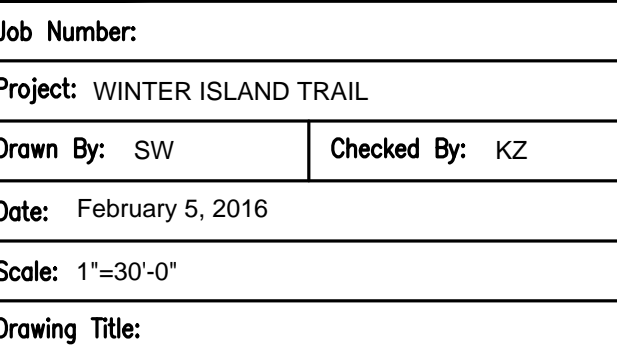 Job Number:
Project: WINTER ISLAND TRAIL
Drawn By: SW Checked By: KZ
Date: February 5, 2016
Scale: 1"=30'-0"
Drawing Title: